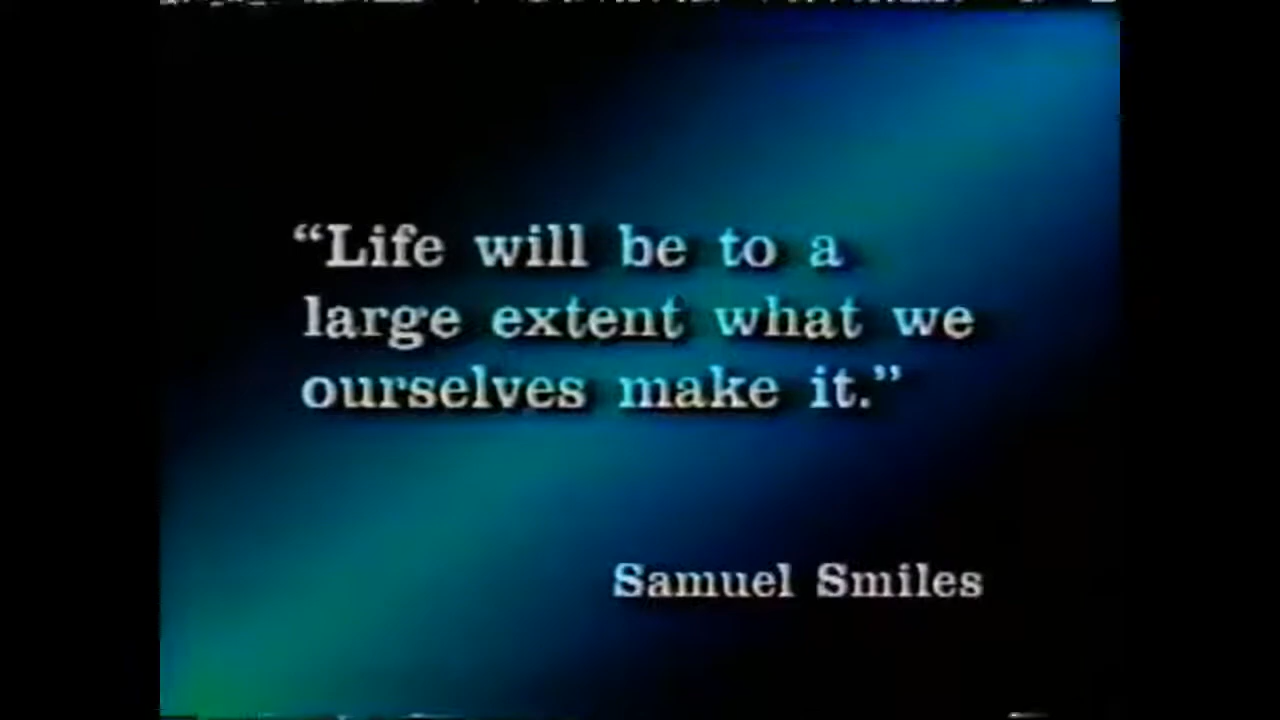 “Life will be to a
large extent what we
ourselves make it.”
Samuel Smiles